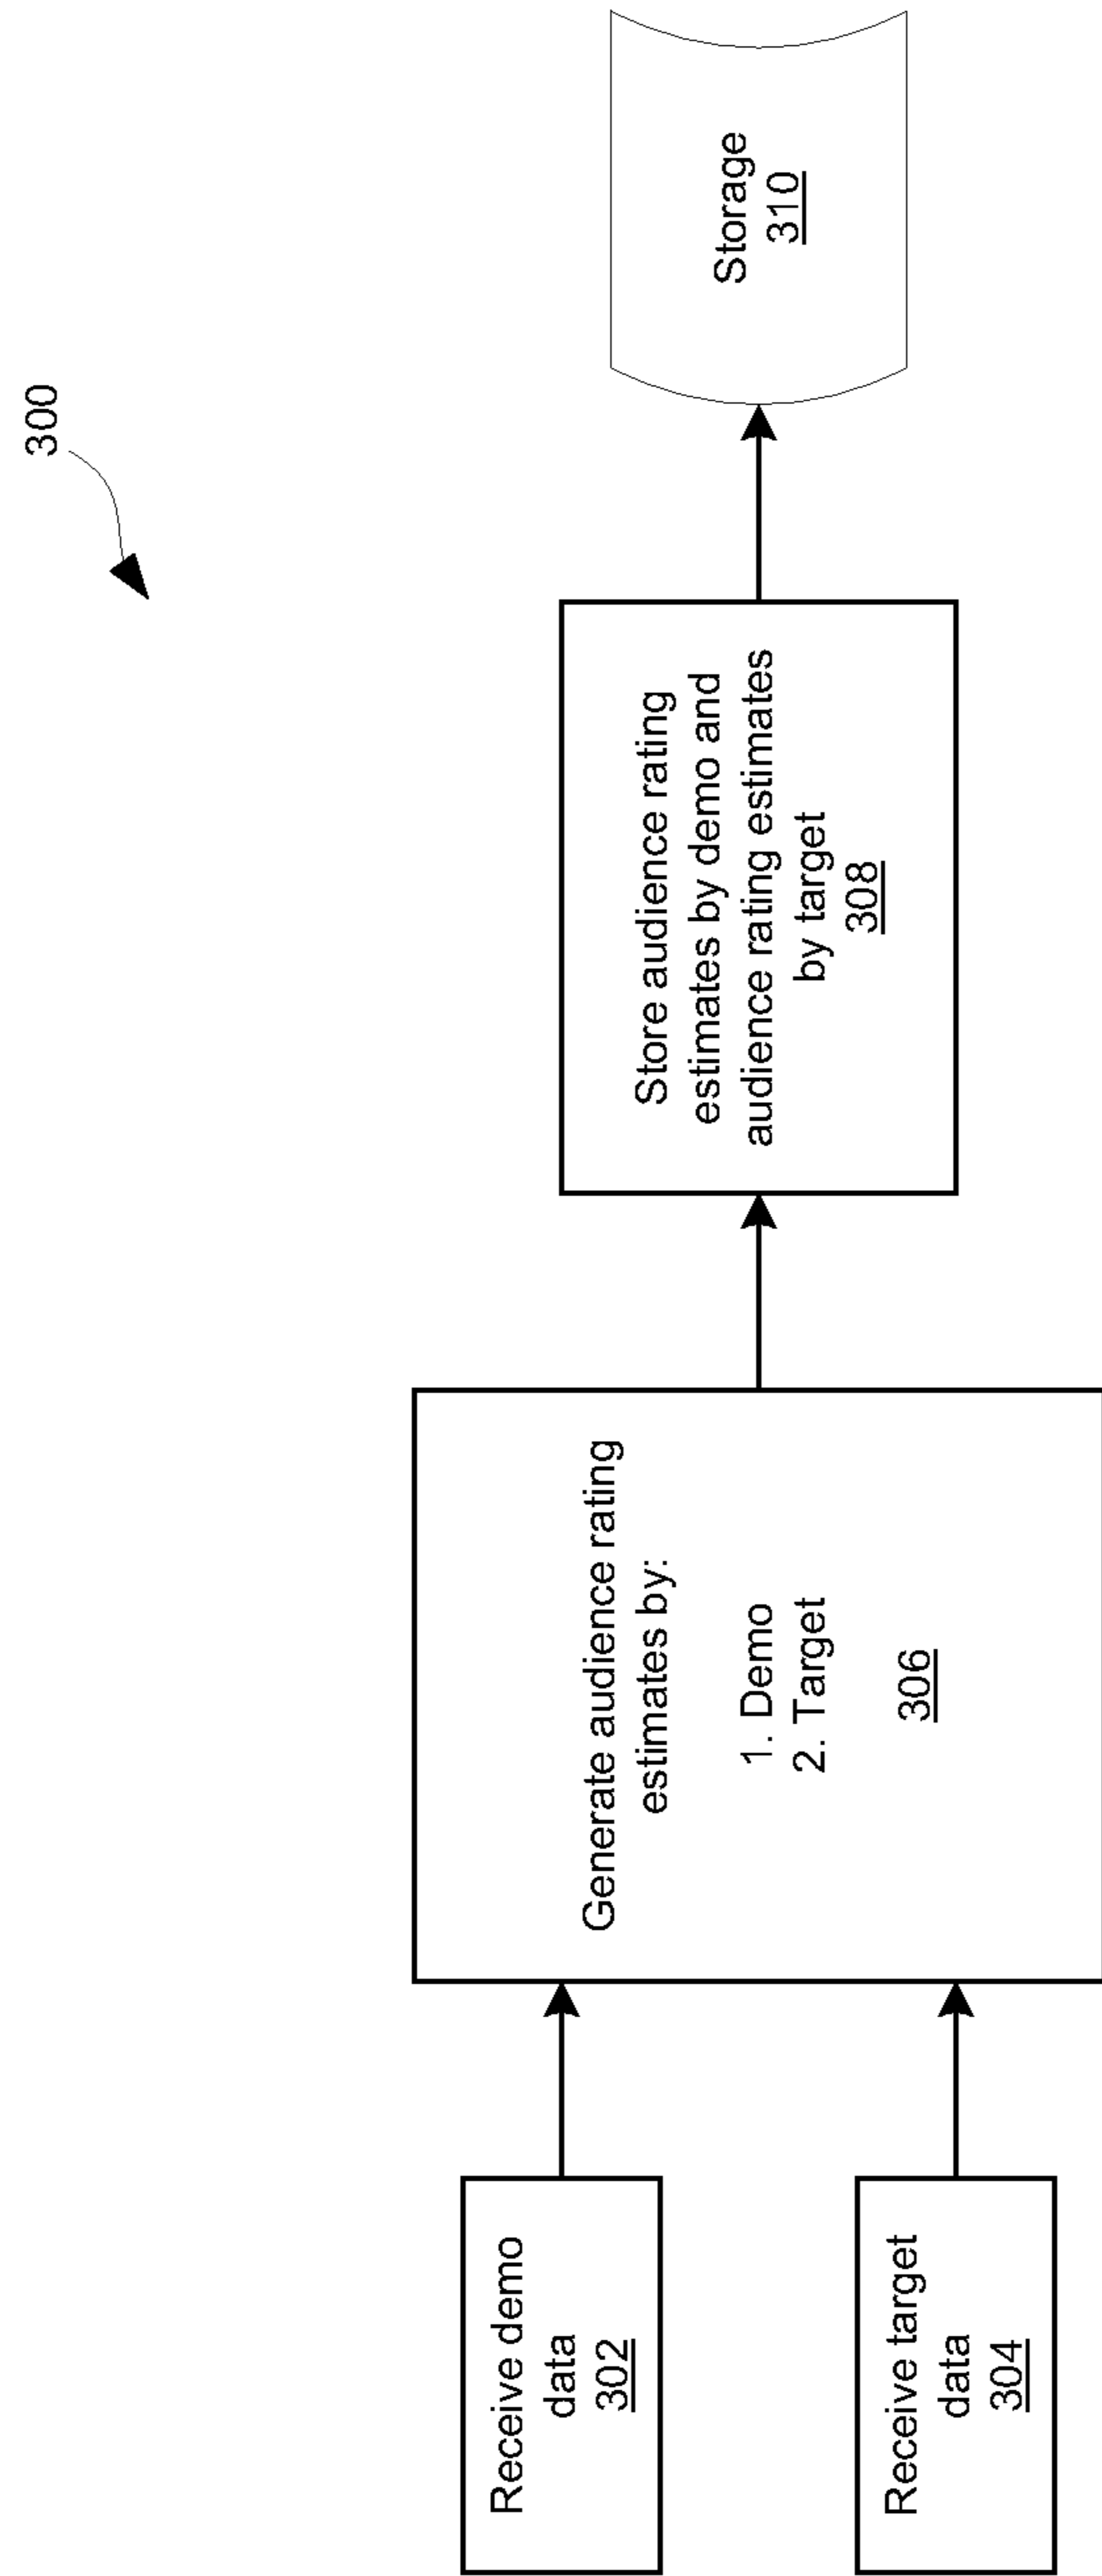 300
Receive demo
data
302
Receive target
data
304
Generate audience rating
estimates by:
1. Demo
2. Target
306
Store audience rating
estimates by demo and
audience rating estimates
by target
308
Storage
310